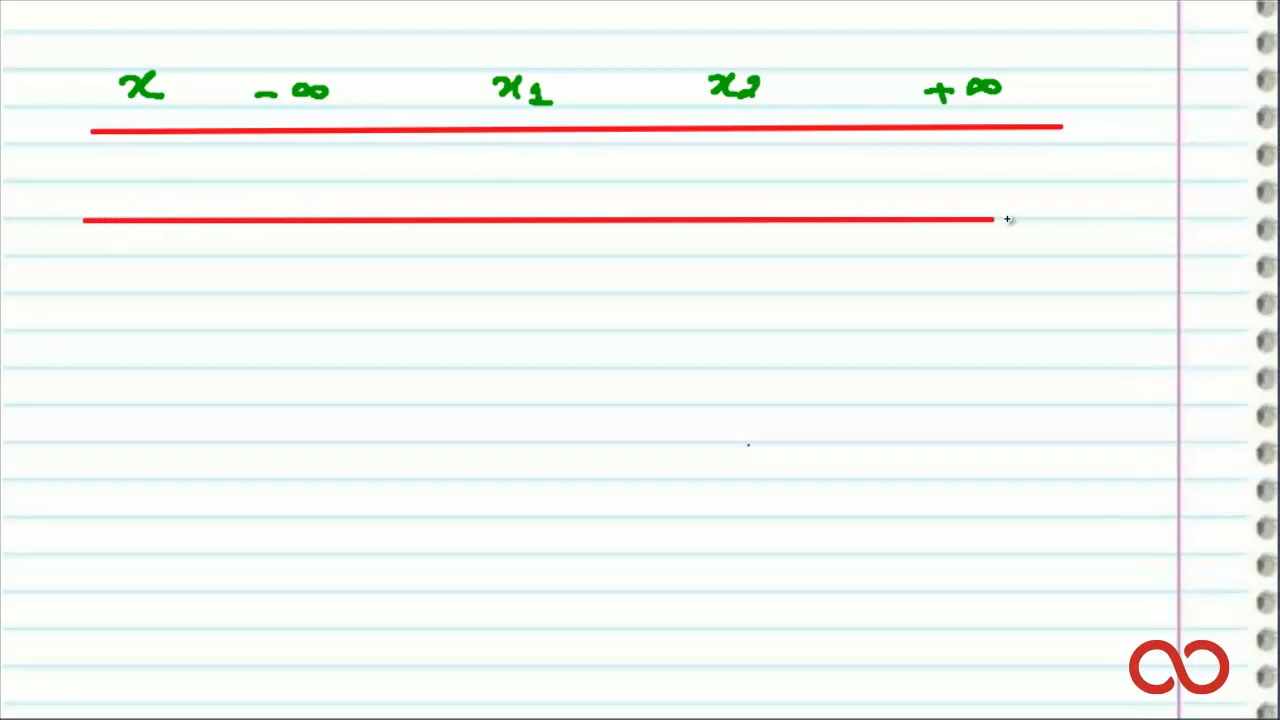 x -∞ x1 x2 +∞